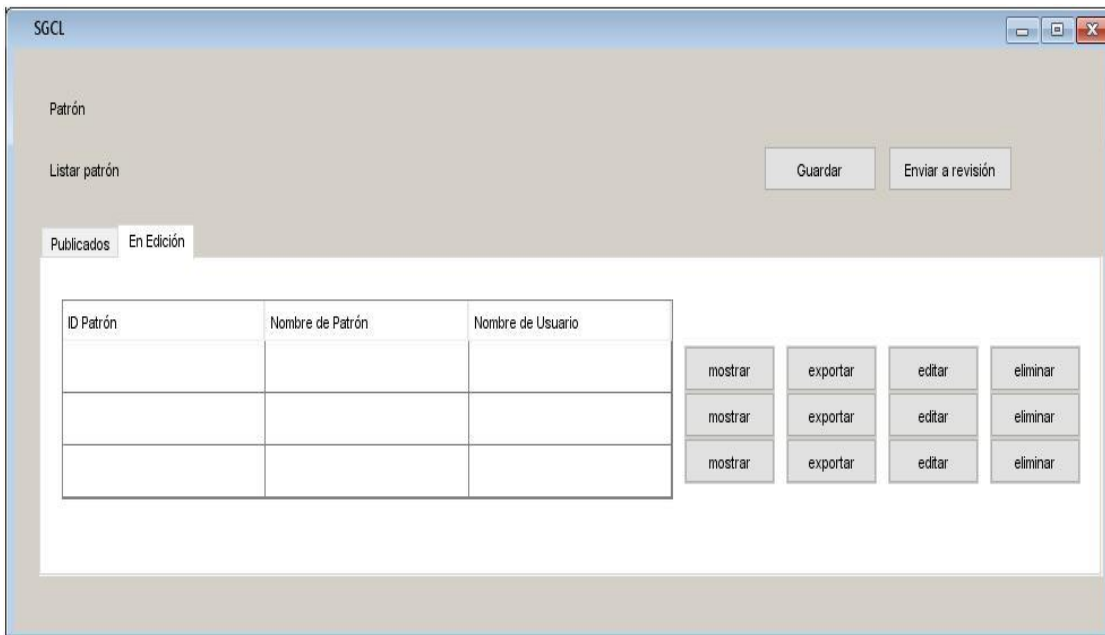 SGCL
Patrón
Listar patrón
Guardar
Enviar a revisión
Publicados
En Edición
ID Patrón
Nombre de Patrón
Nombre de Usuario
mostrar
exportar
editar
eliminar
mostrar
exportar
editar
eliminar
mostrar
exportar
editar
eliminar